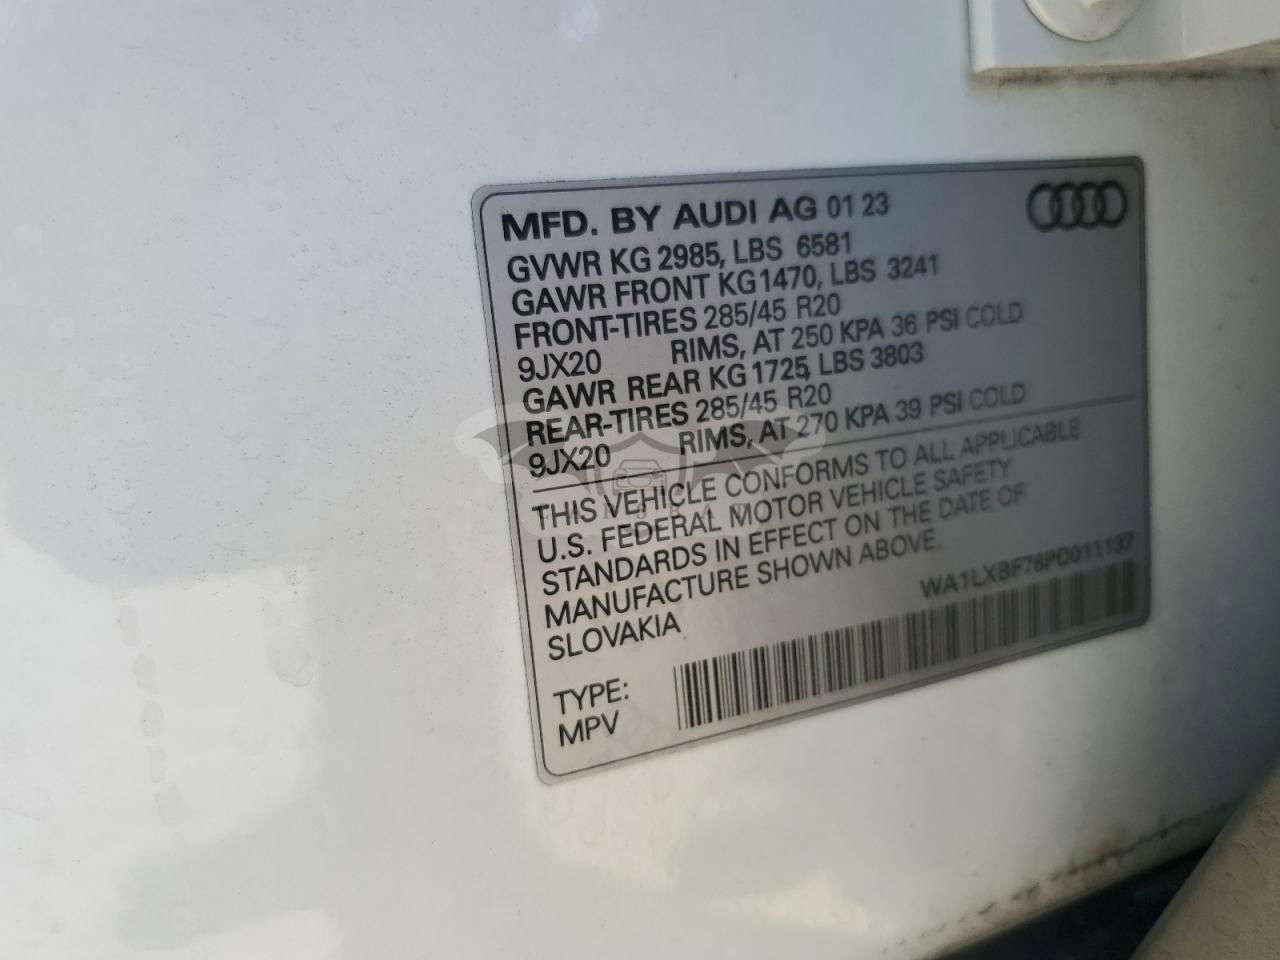 MFD. BY AUDI AG 01 23
GVWR KG 2985, LBS 6581
GAWR FRONT KG1470, LBS 3241
FRONT-TIRES 285/45 R20
9JX20 RIMS, AT 250 KPA 36 PSI COLD
GAWR REAR KG1725, LBS 3803
REAR-TIRES 285/45 R20
9JX20 RIMS, AT 270 KPA 39 PSI COLD
THIS VEHICLE CONFORMS TO ALL APPLICABLE
U.S. FEDERAL MOTOR VEHICLE SAFETY
STANDARDS IN EFFECT ON THE DATE OF
MANUFACTURE SHOWN ABOVE.
SLOVAKIA
WA1LXBF76PD011137
TYPE:
MPV